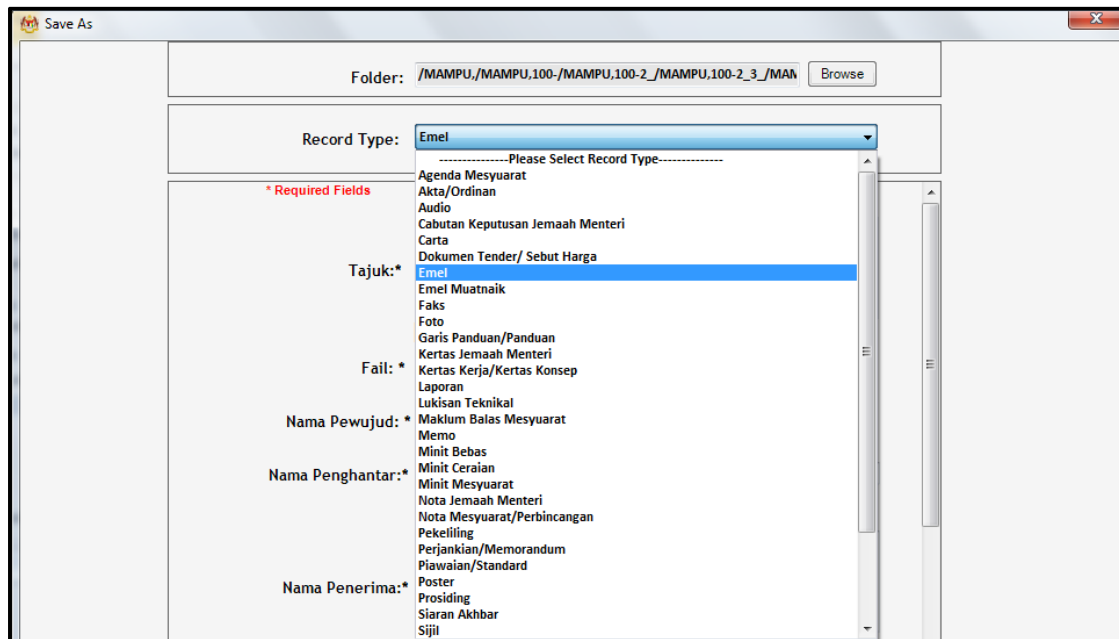 Save As
Folder: /MAMPU,/MAMPU,100-/MAMPU,100-2_/MAMPU,100-2_3_/MAM Browse
Record Type: Emel
---------------Please Select Record Type--------------
Agenda Mesyuarat
* Required Fields
Akta/Ordinan
Audio
Cabutan Keputusan Jemaah Menteri
Carta
Dokumen Tender/ Sebut Harga
Tajuk:*
Emel
Emel Muatnaik
Faks
Foto
Garis Panduan/Panduan
Kertas Jemaah Menteri
Fail: *
Kertas Kerja/Kertas Konsep
Laporan
Lukisan Teknikal
Nama Pewujud: *
Maklum Balas Mesyuarat
Memo
Minit Bebas
Minit Ceraian
Nama Penghantar:*
Minit Mesyuarat
Nota Jemaah Menteri
Nota Mesyuarat/Perbincangan
Pekeliling
Perjankian/Memorandum
Piawaian/Standard
Nama Penerima:*
Poster
Prosiding
Siaran Akhbar
Sijil